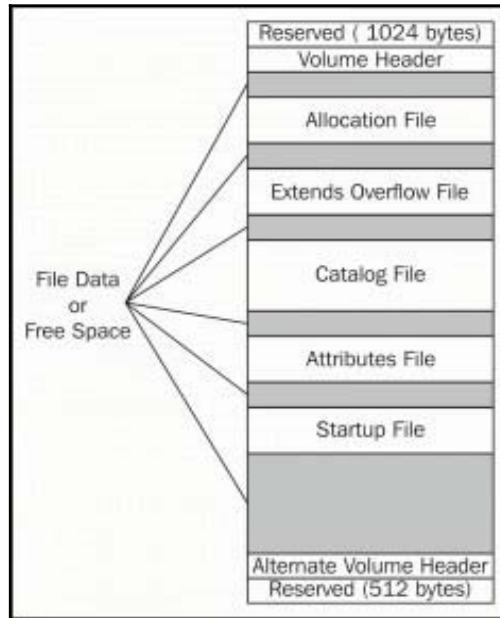 Reserved ( 1024 bytes)
Volume Header
Allocation File
Extends Overflow File
Catalog File
File Data
or
Free Space
Attributes File
Startup File
Alternate Volume Header
Reserved (512 bytes)